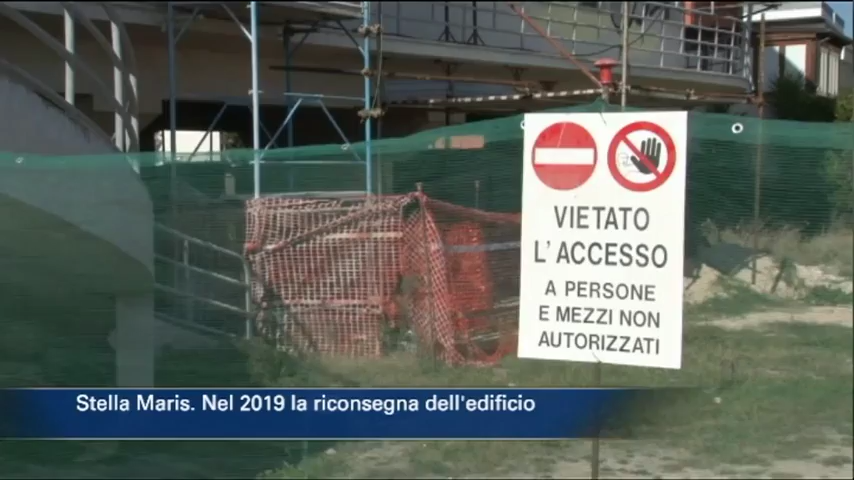 VIETATO
L'ACCESSO
A PERSONE
E MEZZI NON
AUTORIZZATI
Stella Maris. Nel 2019 la riconsegna dell'edificio